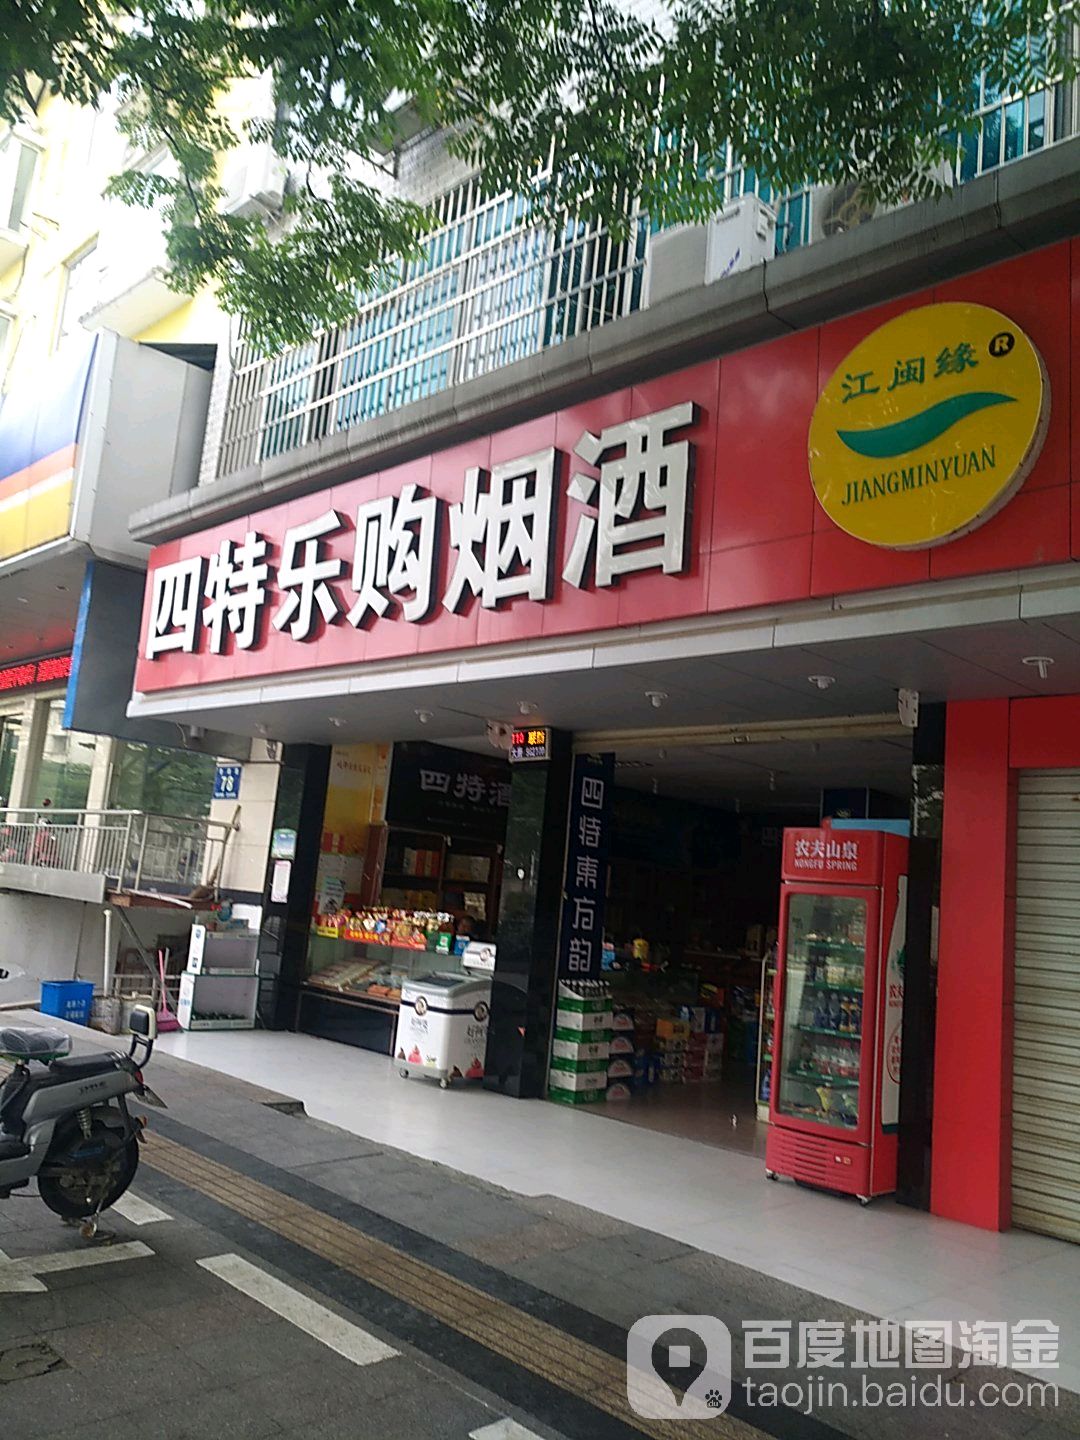 江闽缘
R
JIANGMINYUAN
四特乐购烟酒
四特酒
四特东方韵
78
农夫山泉
NONGFU SPRING
百度地图淘金
taojin.baidu.com